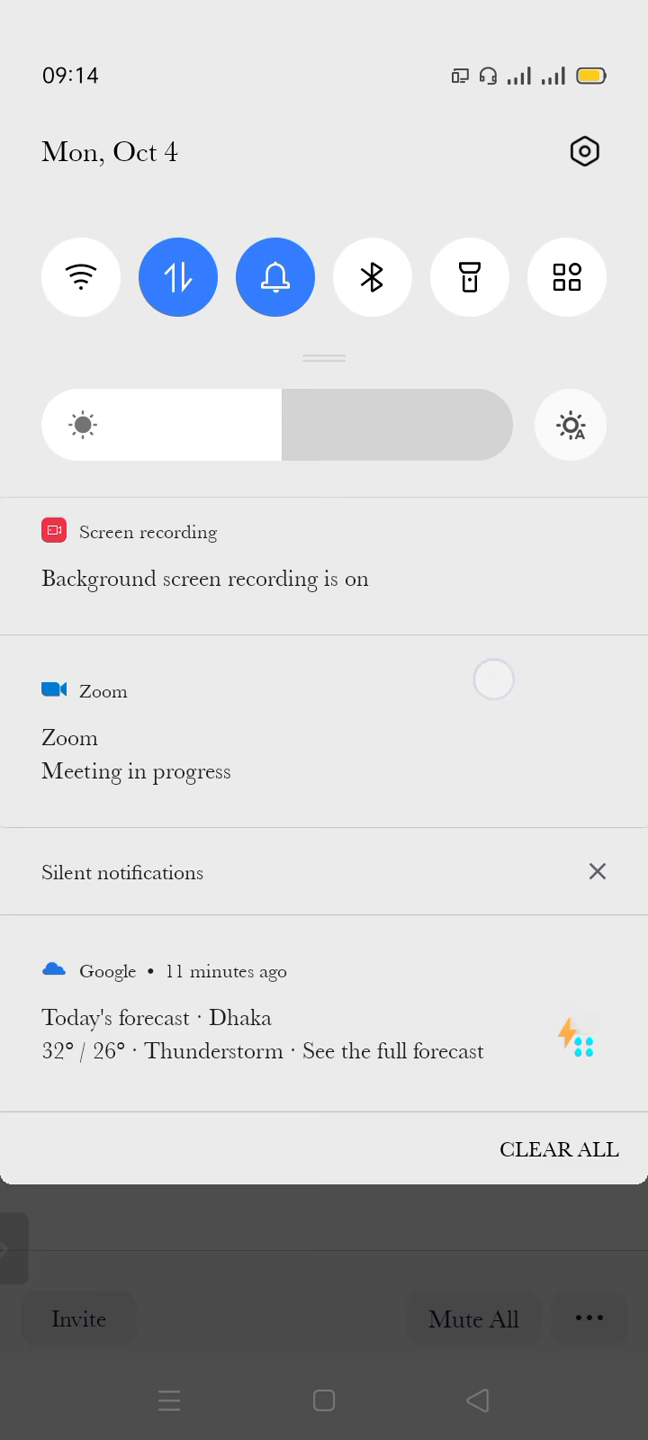 09:14
Mon, Oct 4
Screen recording
Background screen recording is on
Zoom
Zoom
Meeting in progress
Silent notifications
Google • 11 minutes ago
Today's forecast · Dhaka
32° / 26° · Thunderstorm · See the full forecast
CLEAR ALL
Invite
Mute All